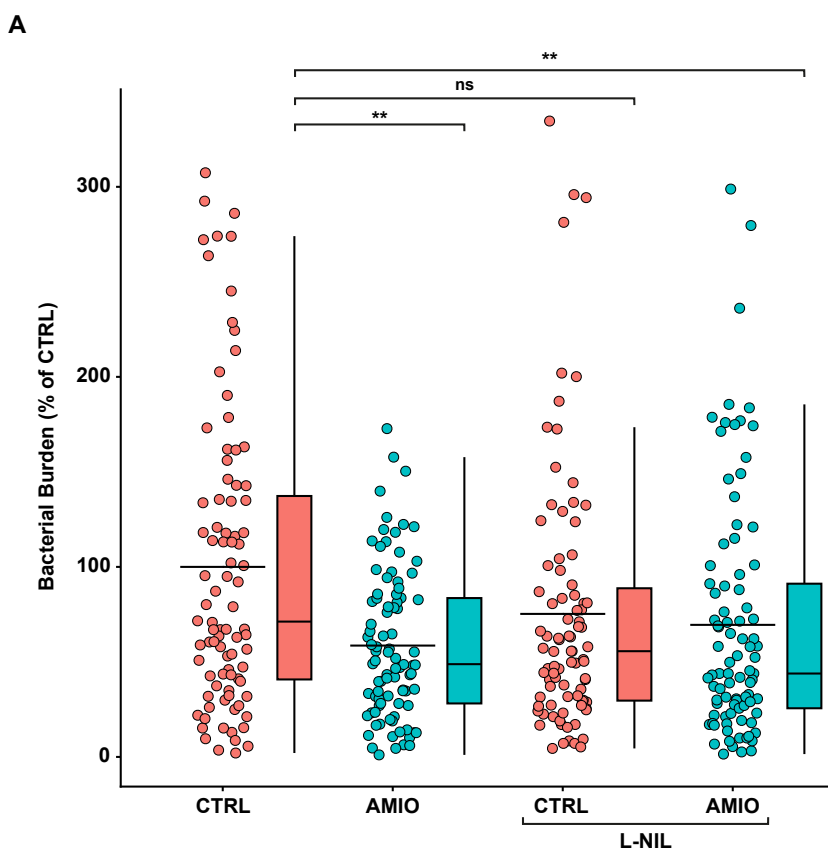 A
**
ns
**
300
200
100
0
Bacterial Burden (% of CTRL)
CTRL AMIO CTRL AMIO
L-NIL